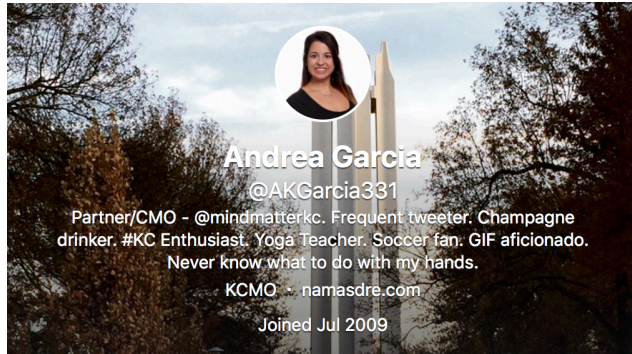 Andrea Garcia
@AKGarcia331
Partner/CMO - @mindmatterkc. Frequent tweeter. Champagne
drinker. #KC Enthusiast. Yoga Teacher. Soccer fan. GIF aficionado.
Never know what to do with my hands.
KCMO · namasdre.com
Joined Jul 2009